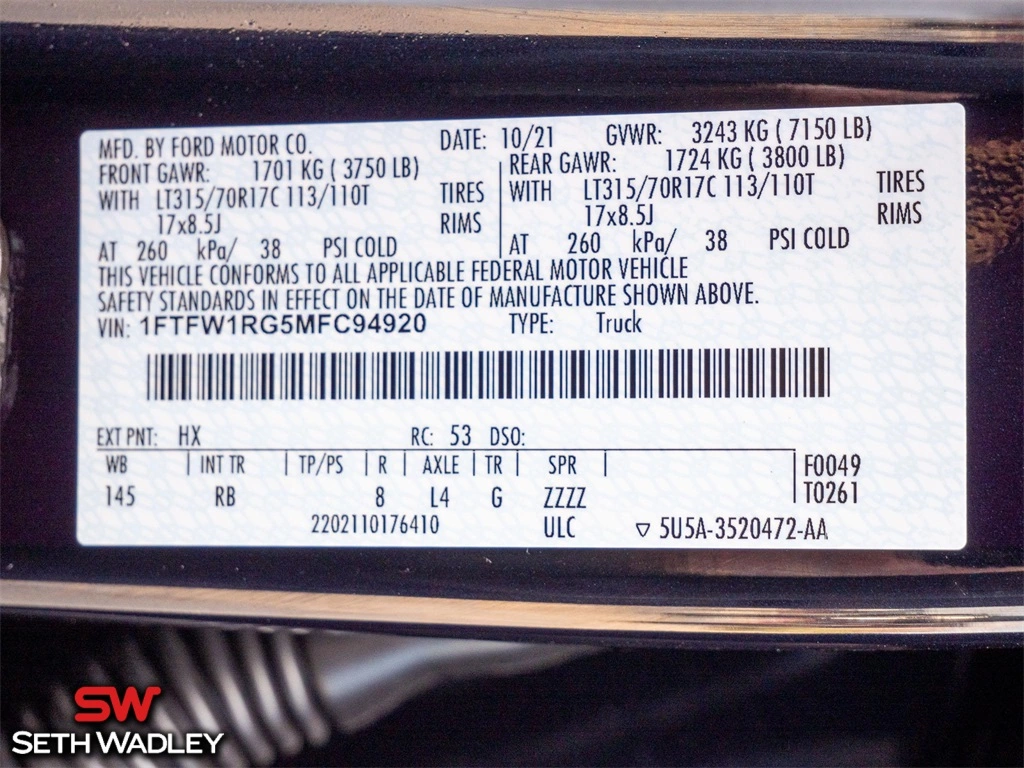 MFD. BY FORD MOTOR CO. DATE: 10/21 GVWR: 3243 KG ( 7150 LB)
FRONT GAWR: 1701 KG ( 3750 LB) REAR GAWR: 1724 KG ( 3800 LB)
WITH LT315/70R17C 113/110T TIRES WITH LT315/70R17C 113/110T TIRES
17x8.5J RIMS 17x8.5J RIMS
AT 260 kPa/ 38 PSI COLD AT 260 kPa/ 38 PSI COLD
THIS VEHICLE CONFORMS TO ALL APPLICABLE FEDERAL MOTOR VEHICLE
SAFETY STANDARDS IN EFFECT ON THE DATE OF MANUFACTURE SHOWN ABOVE.
VIN: 1FTFW1RG5MFC94920 TYPE: Truck
EXT PNT: HX RC: 53 DSO:
WB | INT TR | TP/PS | R | AXLE | TR | SPR | F0049
145 RB 8 L4 G ZZZZ T0261
2202110176410 ULC ▽ 5U5A-3520472-AA
SW
SETH WADLEY